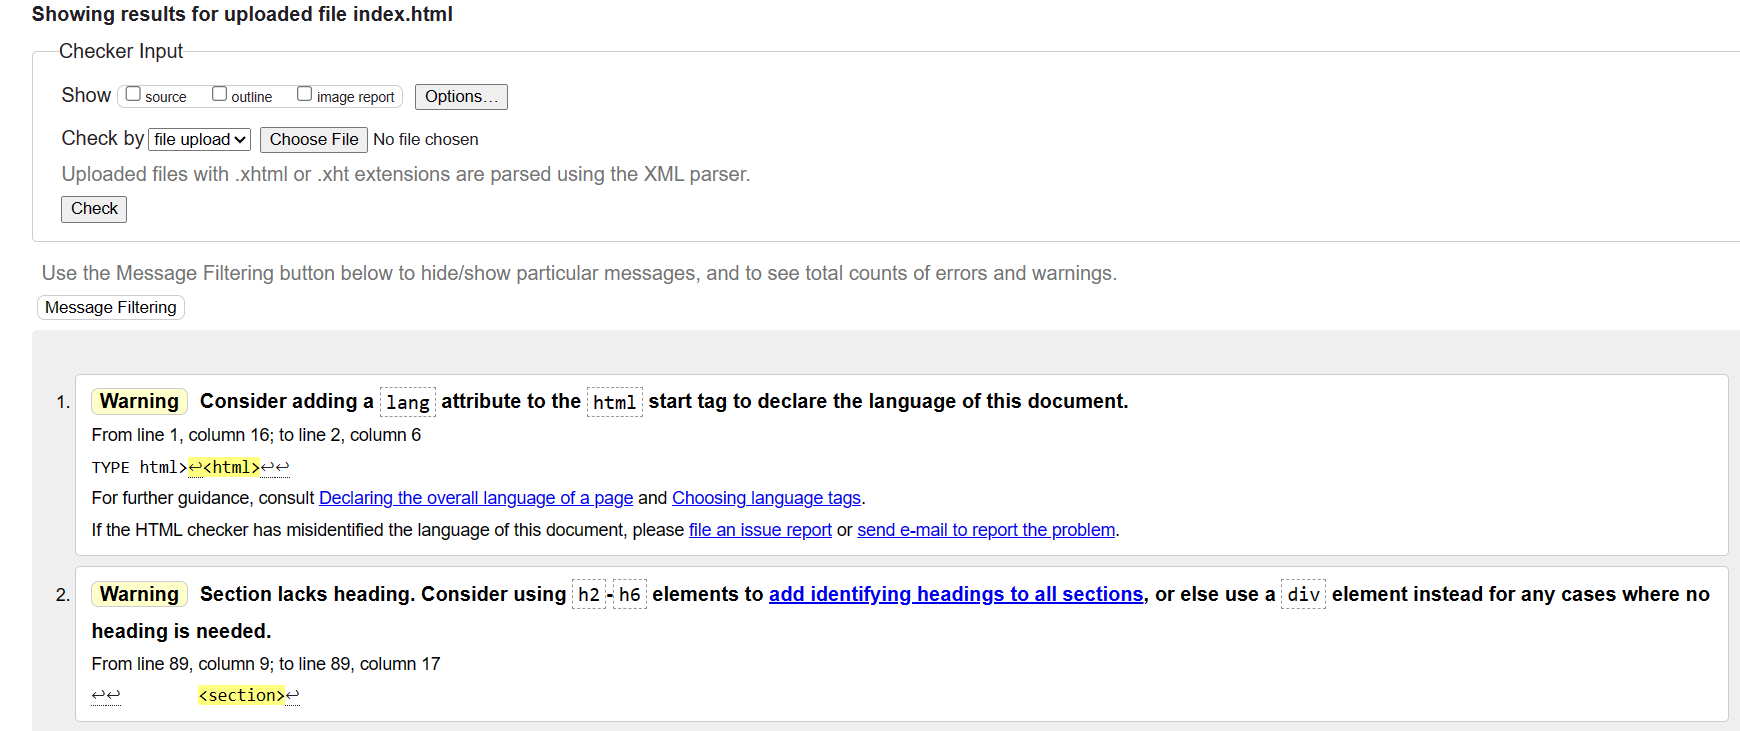 Showing results for uploaded file index.html
Checker Input
Show source outline image report Options...
Check by file upload Choose File No file chosen
Uploaded files with .xhtml or .xht extensions are parsed using the XML parser.
Check
Use the Message Filtering button below to hide/show particular messages, and to see total counts of errors and warnings.
Message Filtering
1. Warning Consider adding a lang attribute to the html start tag to declare the language of this document.
From line 1, column 16; to line 2, column 6
TYPE html>↩<html>↩↩
For further guidance, consult Declaring the overall language of a page and Choosing language tags.
If the HTML checker has misidentified the language of this document, please file an issue report or send e-mail to report the problem.
2. Warning Section lacks heading. Consider using h2-h6 elements to add identifying headings to all sections, or else use a div element instead for any cases where no
heading is needed.
From line 89, column 9; to line 89, column 17
↩↩ <section>↩